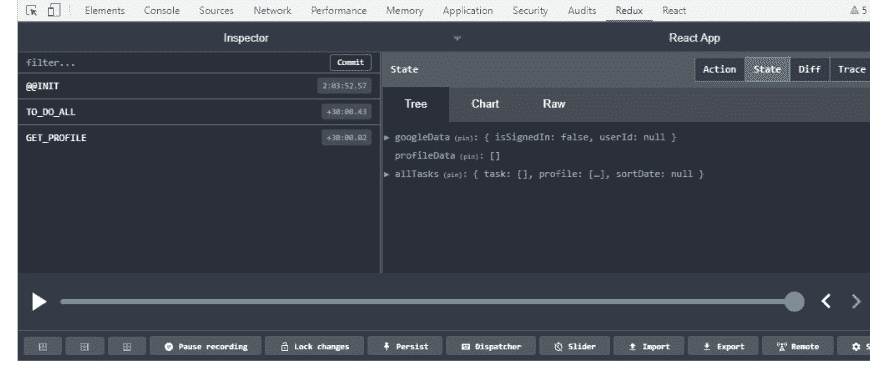 Elements Console Sources Network Performance Memory Application Security Audits Redux React 5
Inspector React App
filter... Commit
State Action State Diff Trace
@@INIT 2:03:52.57
Tree Chart Raw
TO_DO_ALL +30:00.43
GET_PROFILE +30:00.02
googleData (pin): { isSignedIn: false, userId: null }
profileData (pin): []
allTasks (pin): { task: [], profile: […], sortDate: null }
Pause recording Lock changes Persist Dispatcher Slider Import Export Remote S